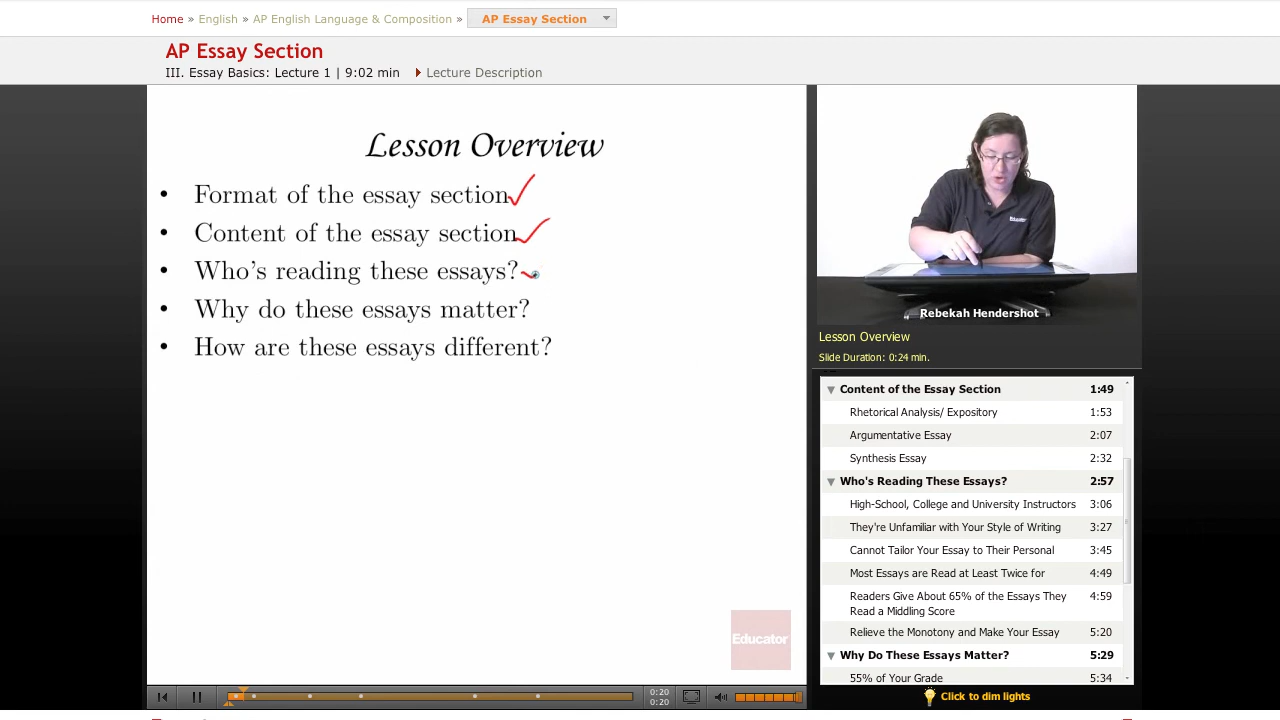 Home » English » AP English Language & Composition » AP Essay Section
AP Essay Section
III. Essay Basics: Lecture 1 | 9:02 min Lecture Description
Lesson Overview
• Format of the essay section
• Content of the essay section
• Who's reading these essays?
• Why do these essays matter?
• How are these essays different?
Educator
Educator
Rebekah Hendershot
Lesson Overview
Slide Duration: 0:24 min.
Content of the Essay Section 1:49
Rhetorical Analysis/ Expository 1:53
Argumentative Essay 2:07
Synthesis Essay 2:32
Who's Reading These Essays? 2:57
High-School, College and University Instructors 3:06
They're Unfamiliar with Your Style of Writing 3:27
Cannot Tailor Your Essay to Their Personal 3:45
Most Essays are Read at Least Twice for 4:49
Readers Give About 65% of the Essays They 4:59
Read a Middling Score
Relieve the Monotony and Make Your Essay 5:20
Why Do These Essays Matter? 5:29
55% of Your Grade 5:34
0:20
0:20
Click to dim lights